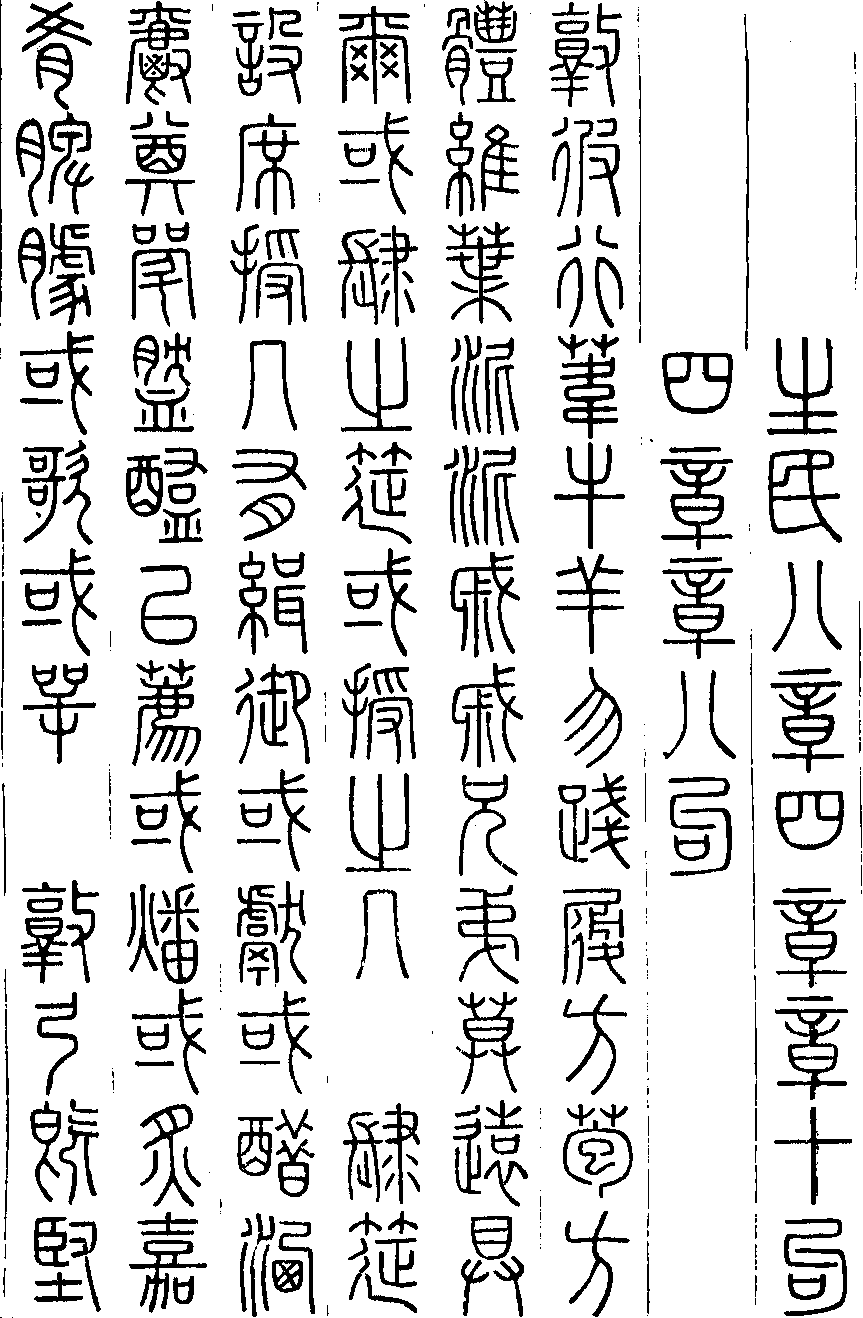 生民八章四章章十句
四章章八句
敦彼行葦牛羊勿踐履方苞方
體維葉泥泥戚戚兄弟莫遠具
爾或肆之筵或授之几 肆筵
設席授几有緝御或獻或醋洒
爵奠斝醓醢以薦或燔或炙嘉
肴脾臄或歌或咢 敦弓既堅